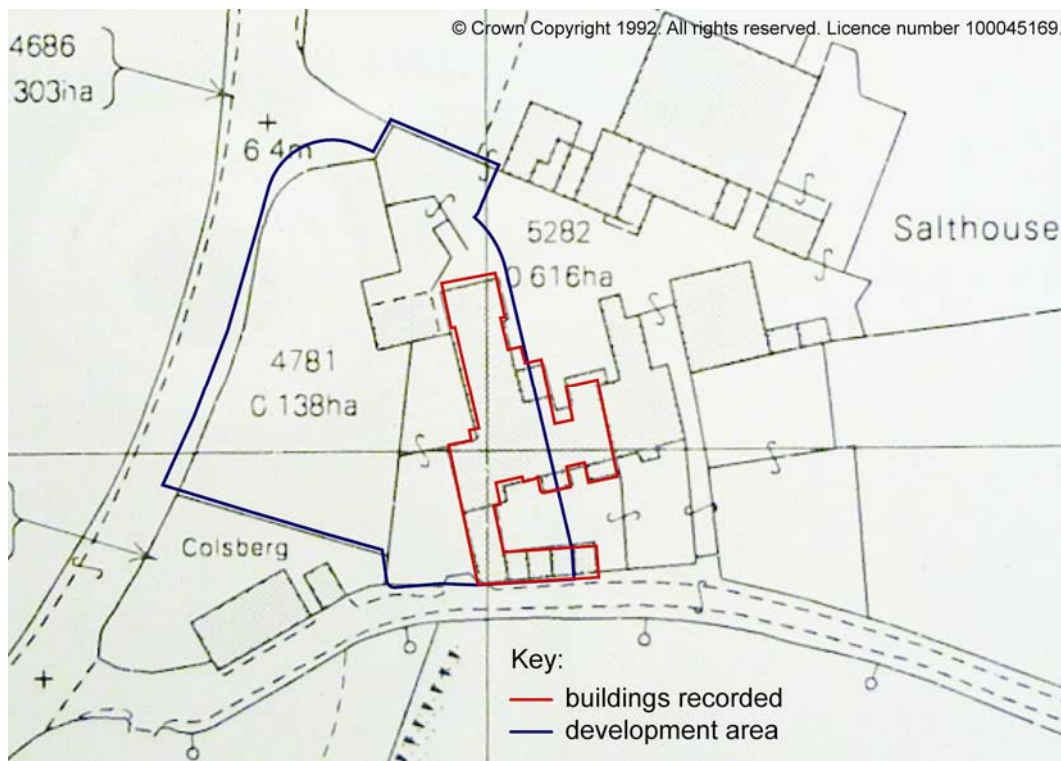 © Crown Copyright 1992. All rights reserved. Licence number 100045169.
4686
303ha
6·4m
5282
0.616ha
Salthouse
4781
0.138ha
Colsberg
Key:
buildings recorded
development area